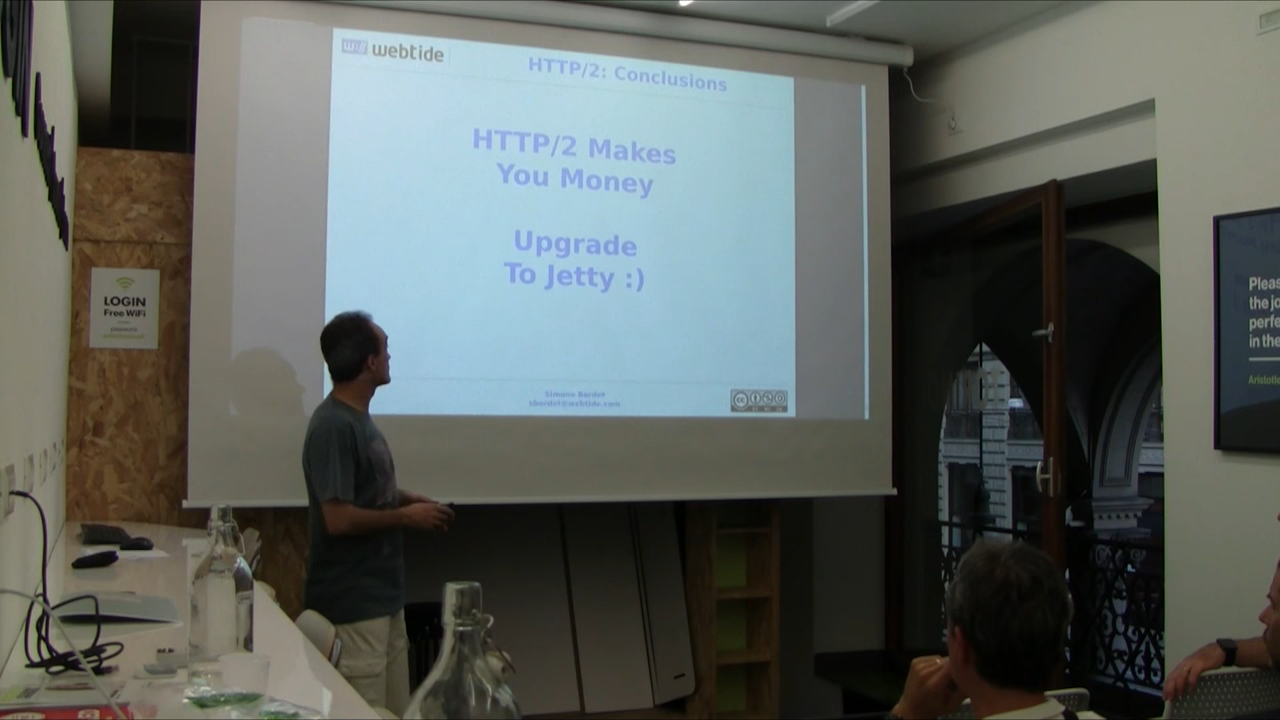 webtide
HTTP/2: Conclusions
HTTP/2 Makes
You Money
Upgrade
To Jetty :)
Simone Bordet
sbordet@webtide.com
LOGIN
Free WiFi
Pleas
the jo
perfe
in the
Aristotl